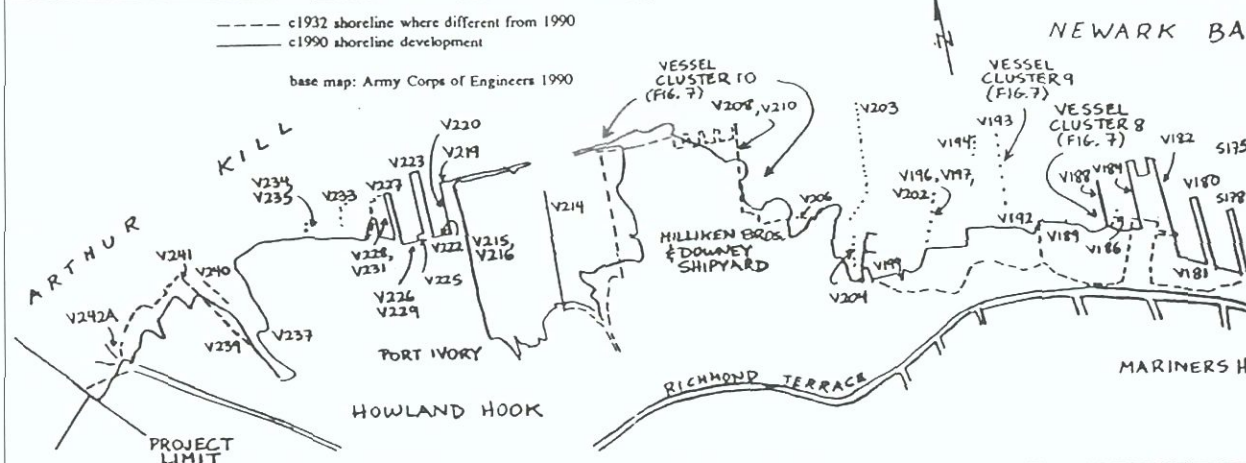 c1932 shoreline where different from 1990
c1990 shoreline development
base map: Army Corps of Engineers 1990
NEWARK BA
N
VESSEL
CLUSTER 10
(FIG. 7)
VESSEL
CLUSTER 9
(FIG. 7)
VESSEL
CLUSTER 8
(FIG. 7)
ARTHUR
KILL
V234,
V235
V233
V227
V223
V220
V219
V208, V210
V203
V194
V193
V182
S175
V188
V184
V180
S178
V196, V197,
V202
V206
V214
V192
V189
V186
V181
V199
V204
V228,
V231
V222
V215,
V216
V225
V226
V229
V241
V240
V242A
V239
V237
MILLIKEN BROS.
& DOWNEY
SHIPYARD
PORT IVORY
HOWLAND HOOK
RICHMOND TERRACE
MARINERS H
PROJECT
LIMIT